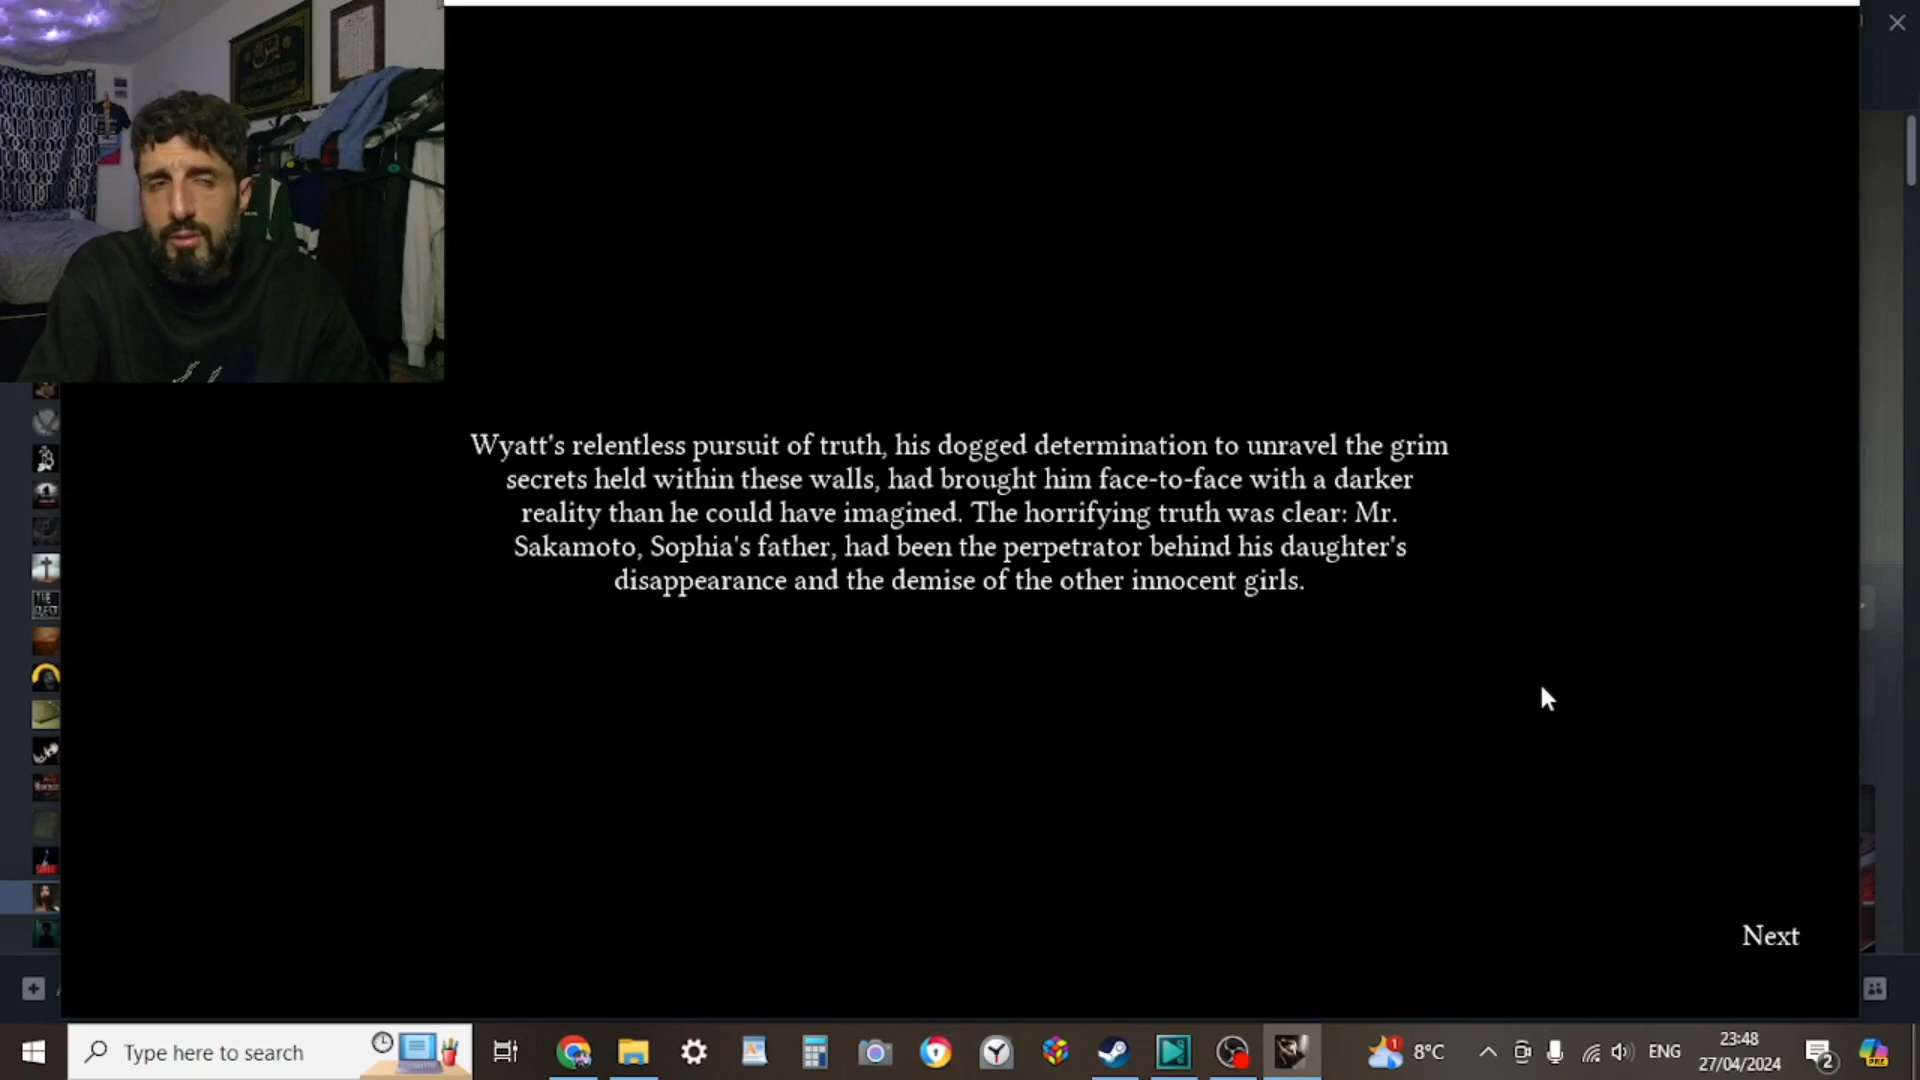 Wyatt's relentless pursuit of truth, his dogged determination to unravel the grim
secrets held within these walls, had brought him face-to-face with a darker
reality than he could have imagined. The horrifying truth was clear: Mr.
Sakamoto, Sophia's father, had been the perpetrator behind his daughter's
disappearance and the demise of the other innocent girls.
Next
Type here to search
8°C
ENG
23:48
27/04/2024
2